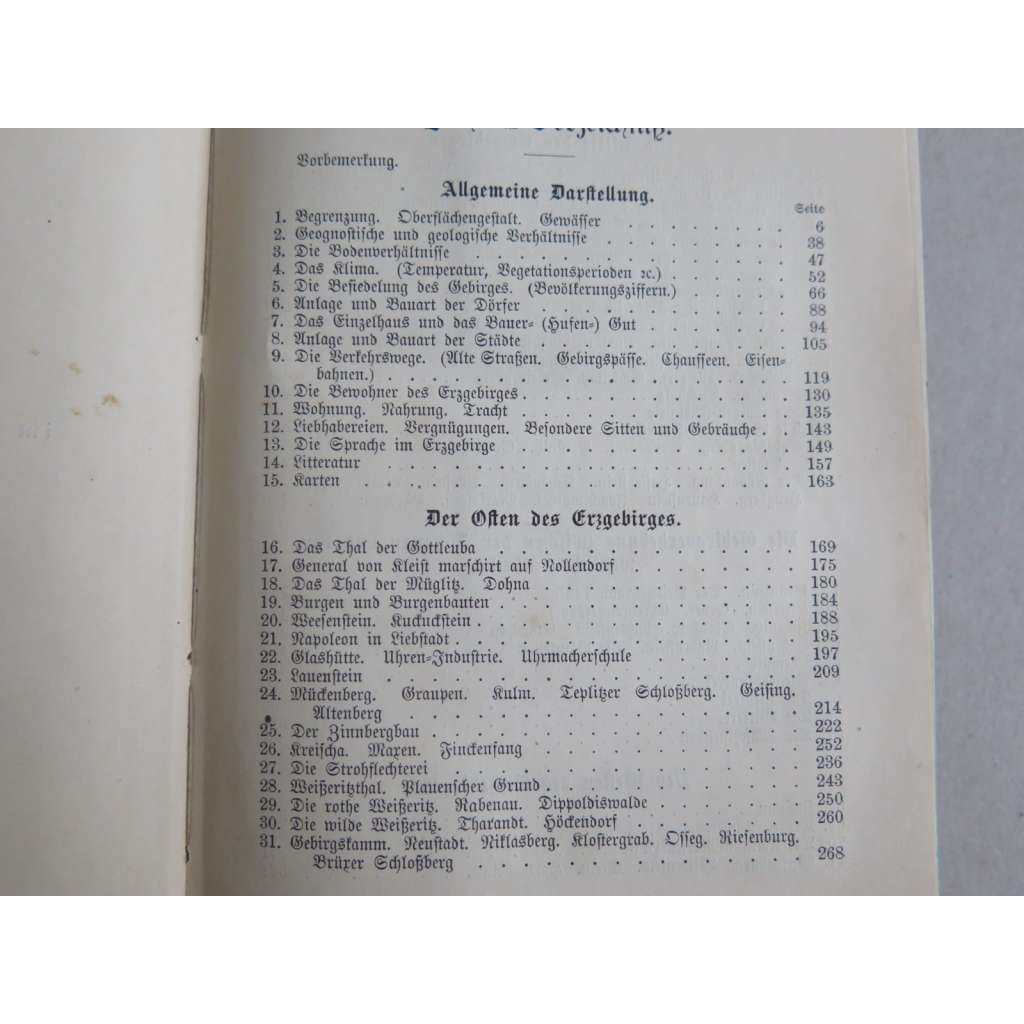 Vorbemerkung.
Allgemeine Darstellung.
Seite
1. Begrenzung. Oberflächengestalt. Gewässer . . . . . . . . 6
2. Geognostische und geologische Verhältnisse . . . . . . . . 38
3. Die Bodenverhältnisse . . . . . . . . . . . . 47
4. Das Klima. (Temperatur, Vegetationsperioden ꝛc.) . . . . . . 52
5. Die Besiedelung des Gebirges. (Bevölkerungsziffern.) . . . . . 66
6. Anlage und Bauart der Dörfer . . . . . . . . . . 88
7. Das Einzelhaus und das Bauer- (Hufen-) Gut . . . . . . 94
8. Anlage und Bauart der Städte . . . . . . . . . . 105
9. Die Verkehrswege. (Alte Straßen. Gebirgspässe. Chausseen. Eisen-
bahnen.) . . . . . . . . . . . . . . . 119
10. Die Bewohner des Erzgebirges . . . . . . . . . . 130
11. Wohnung. Nahrung. Tracht . . . . . . . . . . 135
12. Liebhabereien. Vergnügungen. Besondere Sitten und Gebräuche . . 143
13. Die Sprache im Erzgebirge . . . . . . . . . . . 149
14. Litteratur . . . . . . . . . . . . . . . 157
15. Karten . . . . . . . . . . . . . . . . 163
Der Osten des Erzgebirges.
16. Das Thal der Gottleuba . . . . . . . . . . . 169
17. General von Kleist marschirt auf Nollendorf . . . . . . . 175
18. Das Thal der Müglitz. Dohna . . . . . . . . . . 180
19. Burgen und Burgenbauten . . . . . . . . . . . 184
20. Weesenstein. Kuckuckstein . . . . . . . . . . . . 188
21. Napoleon in Liebstadt . . . . . . . . . . . . . 195
22. Glashütte. Uhren-Industrie. Uhrmacherschule . . . . . . 197
23. Lauenstein . . . . . . . . . . . . . . . 209
24. Mückenberg. Graupen. Kulm. Teplitzer Schloßberg. Geising.
Altenberg . . . . . . . . . . . . . . 214
25. Der Zinnbergbau . . . . . . . . . . . . . 222
26. Kreischa. Maxen. Finckenfang . . . . . . . . . 252
27. Die Strohflechterei . . . . . . . . . . . . 236
28. Weißeritzthal. Plauenscher Grund . . . . . . . . . 243
29. Die rothe Weißeritz. Rabenau. Dippoldiswalde . . . . . 250
30. Die wilde Weißeritz. Tharandt. Höckendorf . . . . . . 260
31. Gebirgskamm. Neustadt. Niklasberg. Klostergrab. Osseg. Riesenburg.
Brüxer Schloßberg . . . . . . . . . . . . 268